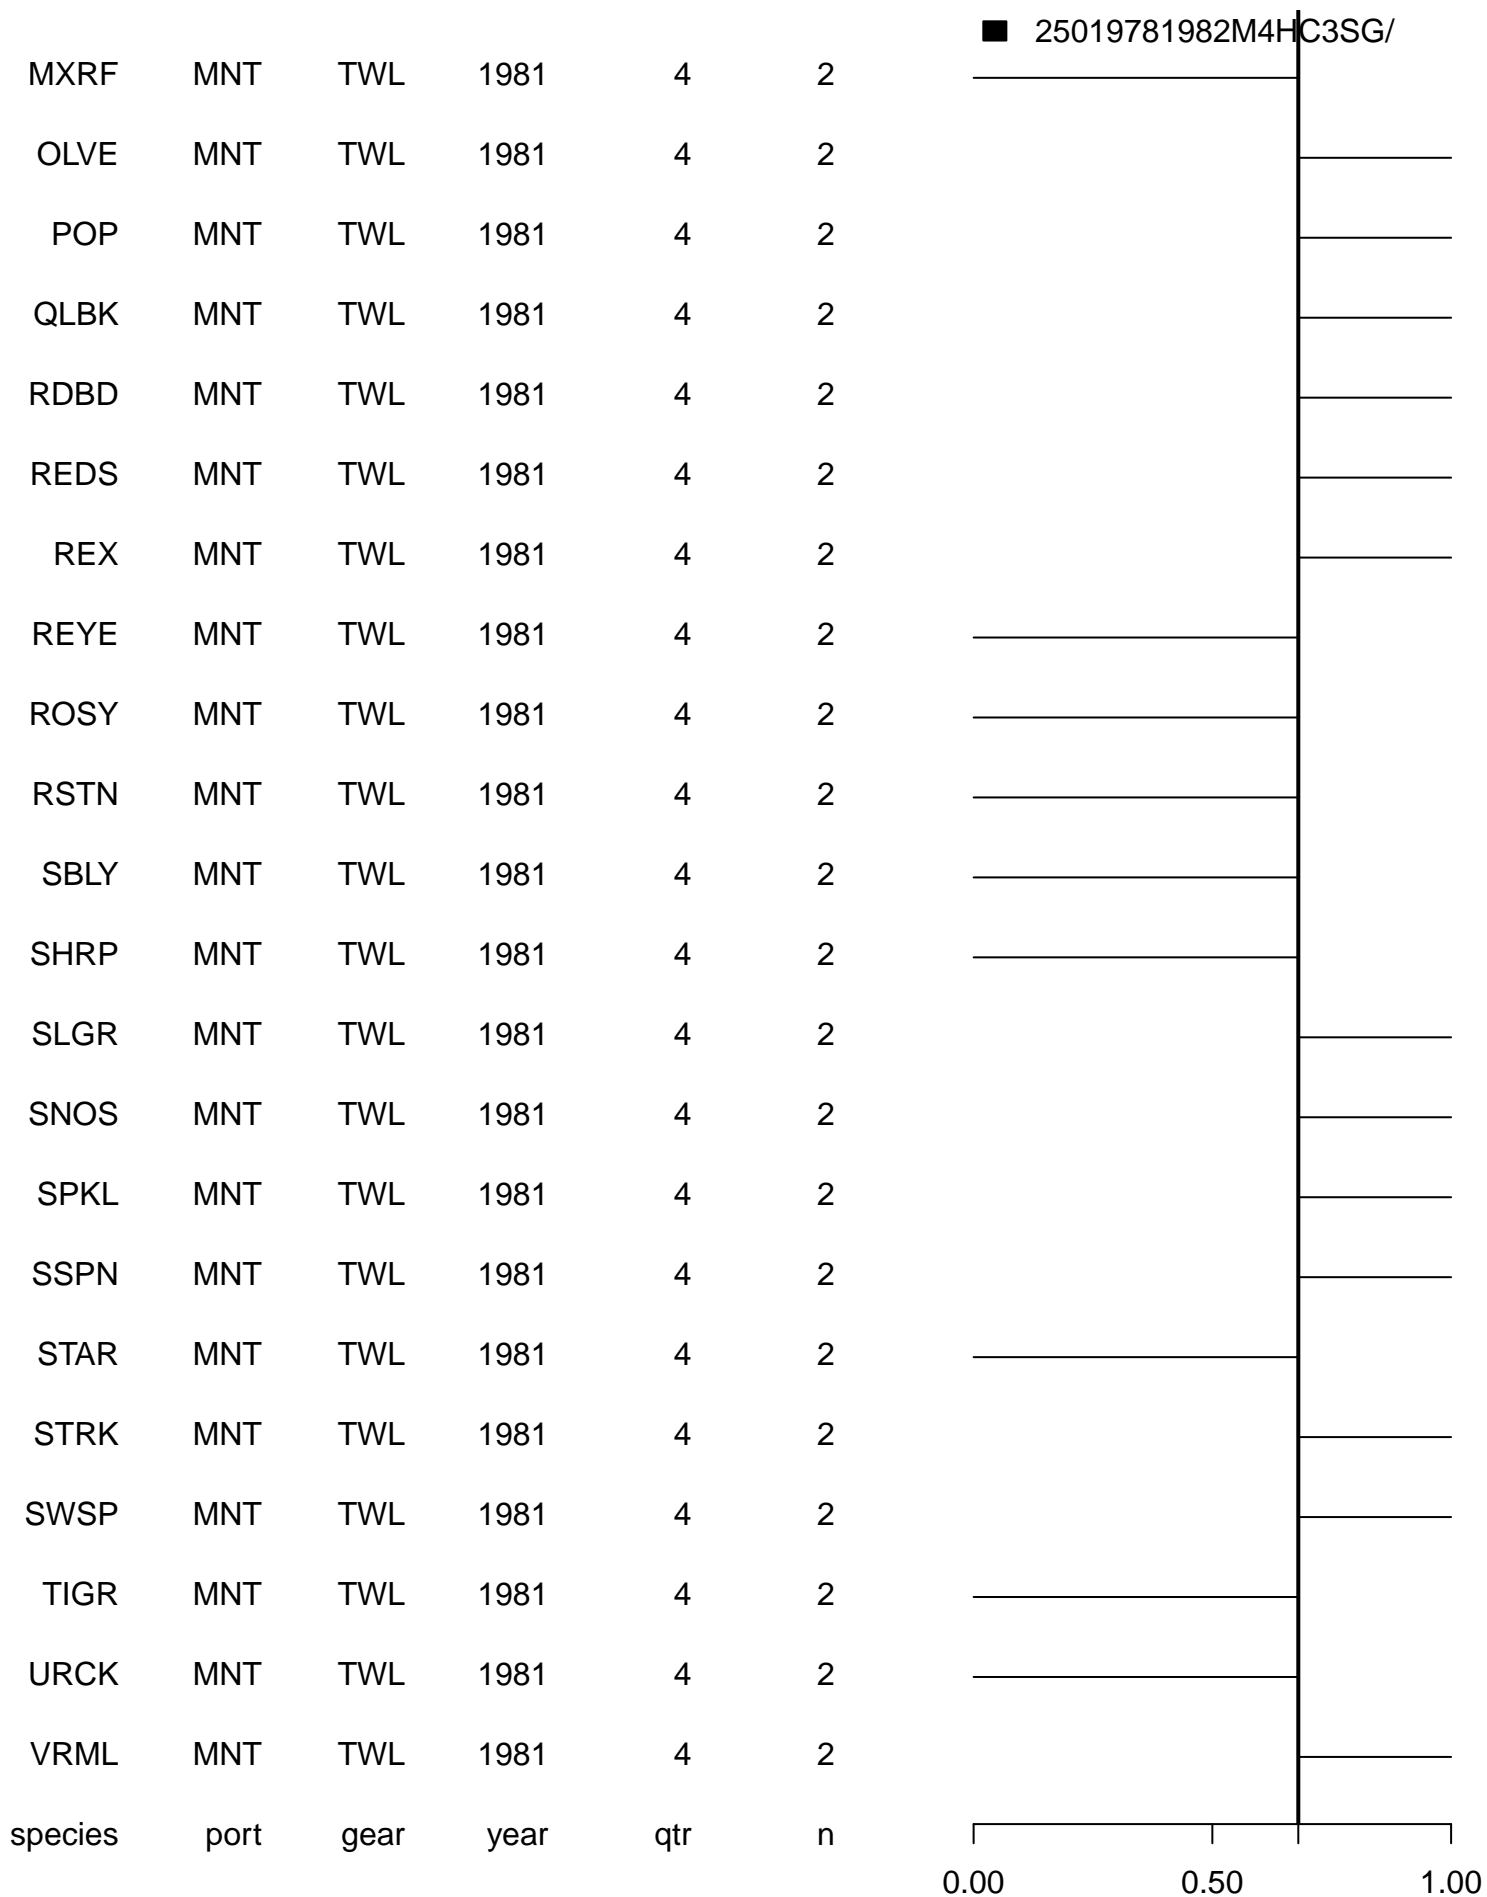 25019781982M4HC3SG/
MXRF MNT TWL 1981 4 2
OLVE MNT TWL 1981 4 2
POP MNT TWL 1981 4 2
QLBK MNT TWL 1981 4 2
RDBD MNT TWL 1981 4 2
REDS MNT TWL 1981 4 2
REX MNT TWL 1981 4 2
REYE MNT TWL 1981 4 2
ROSY MNT TWL 1981 4 2
RSTN MNT TWL 1981 4 2
SBLY MNT TWL 1981 4 2
SHRP MNT TWL 1981 4 2
SLGR MNT TWL 1981 4 2
SNOS MNT TWL 1981 4 2
SPKL MNT TWL 1981 4 2
SSPN MNT TWL 1981 4 2
STAR MNT TWL 1981 4 2
STRK MNT TWL 1981 4 2
SWSP MNT TWL 1981 4 2
TIGR MNT TWL 1981 4 2
URCK MNT TWL 1981 4 2
VRML MNT TWL 1981 4 2
species port gear year qtr n
0.00 0.50 1.00